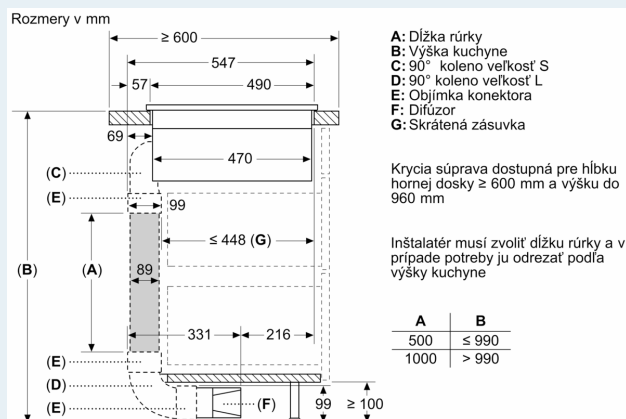 Rozmery v mm
≥ 600
547
57
490
69
470
(C)
(E)
99
≤ 448 (G)
(B)
(A)
89
331
216
(E)
(D)
(E)
(F)
99
≥ 100
A: Dĺžka rúrky
B: Výška kuchyne
C: 90° koleno veľkosť S
D: 90° koleno veľkosť L
E: Objímka konektora
F: Difúzor
G: Skrátená zásuvka
Krycia súprava dostupná pre hĺbku
hornej dosky ≥ 600 mm a výšku do
960 mm
Inštalatér musí zvoliť dĺžku rúrky a v
prípade potreby ju odrezať podľa
výšky kuchyne
A B
500 ≤ 990
1000 > 990